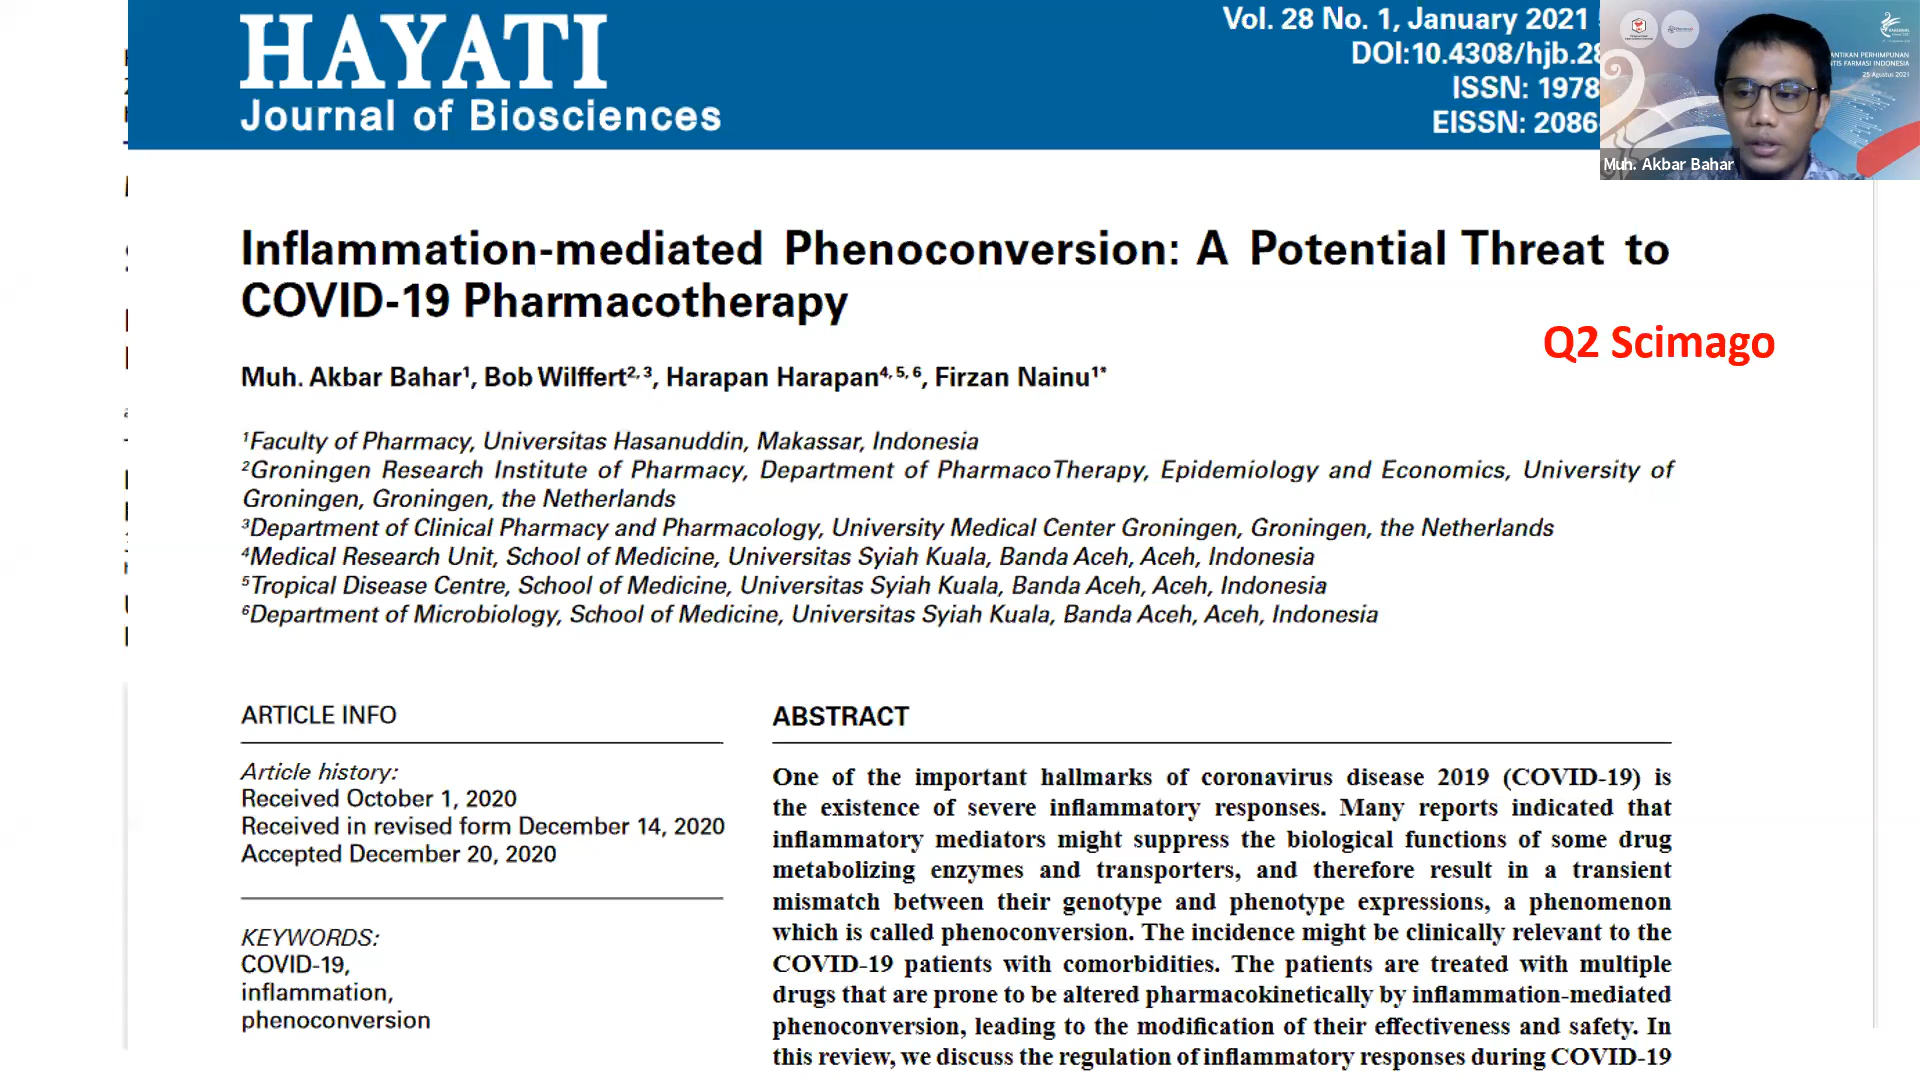 HAYATI
Journal of Biosciences
Vol. 28 No. 1, January 2021
DOI:10.4308/hjb.28
ISSN: 1978
EISSN: 2086
ANTIKAN PERHIMPUNAN
TIS FARMASI INDONESIA
25 Agustus 2021
Muh. Akbar Bahar
Inflammation-mediated Phenoconversion: A Potential Threat to
COVID-19 Pharmacotherapy
Q2 Scimago
Muh. Akbar Bahar¹, Bob Wilffert²,³, Harapan Harapan⁴,⁵,⁶, Firzan Nainu¹*
¹Faculty of Pharmacy, Universitas Hasanuddin, Makassar, Indonesia
²Groningen Research Institute of Pharmacy, Department of PharmacoTherapy, Epidemiology and Economics, University of
Groningen, Groningen, the Netherlands
³Department of Clinical Pharmacy and Pharmacology, University Medical Center Groningen, Groningen, the Netherlands
⁴Medical Research Unit, School of Medicine, Universitas Syiah Kuala, Banda Aceh, Aceh, Indonesia
⁵Tropical Disease Centre, School of Medicine, Universitas Syiah Kuala, Banda Aceh, Aceh, Indonesia
⁶Department of Microbiology, School of Medicine, Universitas Syiah Kuala, Banda Aceh, Aceh, Indonesia
ARTICLE INFO
Article history:
Received October 1, 2020
Received in revised form December 14, 2020
Accepted December 20, 2020
KEYWORDS:
COVID-19,
inflammation,
phenoconversion
ABSTRACT
One of the important hallmarks of coronavirus disease 2019 (COVID-19) is
the existence of severe inflammatory responses. Many reports indicated that
inflammatory mediators might suppress the biological functions of some drug
metabolizing enzymes and transporters, and therefore result in a transient
mismatch between their genotype and phenotype expressions, a phenomenon
which is called phenoconversion. The incidence might be clinically relevant to the
COVID-19 patients with comorbidities. The patients are treated with multiple
drugs that are prone to be altered pharmacokinetically by inflammation-mediated
phenoconversion, leading to the modification of their effectiveness and safety. In
this review, we discuss the regulation of inflammatory responses during COVID-19